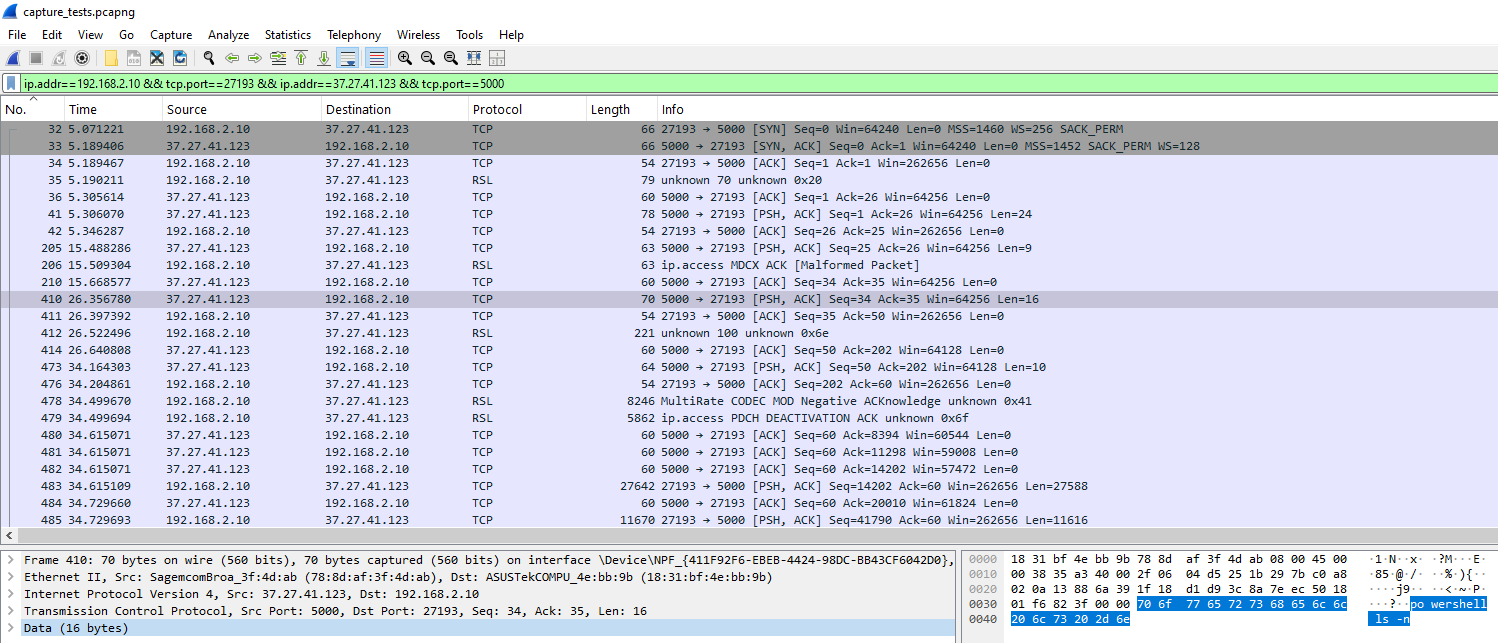 capture_tests.pcapng
File Edit View Go Capture Analyze Statistics Telephony Wireless Tools Help
ip.addr==192.168.2.10 && tcp.port==27193 && ip.addr==37.27.41.123 && tcp.port==5000
No. Time Source Destination Protocol Length Info
32 5.071221 192.168.2.10 37.27.41.123 TCP 66 27193 → 5000 [SYN] Seq=0 Win=64240 Len=0 MSS=1460 WS=256 SACK_PERM
33 5.189406 37.27.41.123 192.168.2.10 TCP 66 5000 → 27193 [SYN, ACK] Seq=0 Ack=1 Win=64240 Len=0 MSS=1452 SACK_PERM WS=128
34 5.189467 192.168.2.10 37.27.41.123 TCP 54 27193 → 5000 [ACK] Seq=1 Ack=1 Win=262656 Len=0
35 5.190211 192.168.2.10 37.27.41.123 RSL 79 unknown 70 unknown 0x20
36 5.305614 37.27.41.123 192.168.2.10 TCP 60 5000 → 27193 [ACK] Seq=1 Ack=26 Win=64256 Len=0
41 5.306070 37.27.41.123 192.168.2.10 TCP 78 5000 → 27193 [PSH, ACK] Seq=1 Ack=26 Win=64256 Len=24
42 5.346287 192.168.2.10 37.27.41.123 TCP 54 27193 → 5000 [ACK] Seq=26 Ack=25 Win=262656 Len=0
205 15.488286 37.27.41.123 192.168.2.10 TCP 63 5000 → 27193 [PSH, ACK] Seq=25 Ack=26 Win=64256 Len=9
206 15.509304 192.168.2.10 37.27.41.123 RSL 63 ip.access MDCX ACK [Malformed Packet]
210 15.668577 37.27.41.123 192.168.2.10 TCP 60 5000 → 27193 [ACK] Seq=34 Ack=35 Win=64256 Len=0
410 26.356780 37.27.41.123 192.168.2.10 TCP 70 5000 → 27193 [PSH, ACK] Seq=34 Ack=35 Win=64256 Len=16
411 26.397392 192.168.2.10 37.27.41.123 TCP 54 27193 → 5000 [ACK] Seq=35 Ack=50 Win=262656 Len=0
412 26.522496 192.168.2.10 37.27.41.123 RSL 221 unknown 100 unknown 0x6e
414 26.640808 37.27.41.123 192.168.2.10 TCP 60 5000 → 27193 [ACK] Seq=50 Ack=202 Win=64128 Len=0
473 34.164303 37.27.41.123 192.168.2.10 TCP 64 5000 → 27193 [PSH, ACK] Seq=50 Ack=202 Win=64128 Len=10
476 34.204861 192.168.2.10 37.27.41.123 TCP 54 27193 → 5000 [ACK] Seq=202 Ack=60 Win=262656 Len=0
478 34.499670 192.168.2.10 37.27.41.123 RSL 8246 MultiRate CODEC MOD Negative ACKnowledge unknown 0x41
479 34.499694 192.168.2.10 37.27.41.123 RSL 5862 ip.access PDCH DEACTIVATION ACK unknown 0x6f
480 34.615071 37.27.41.123 192.168.2.10 TCP 60 5000 → 27193 [ACK] Seq=60 Ack=8394 Win=60544 Len=0
481 34.615071 37.27.41.123 192.168.2.10 TCP 60 5000 → 27193 [ACK] Seq=60 Ack=11298 Win=59008 Len=0
482 34.615071 37.27.41.123 192.168.2.10 TCP 60 5000 → 27193 [ACK] Seq=60 Ack=14202 Win=57472 Len=0
483 34.615109 192.168.2.10 37.27.41.123 TCP 27642 27193 → 5000 [PSH, ACK] Seq=14202 Ack=60 Win=262656 Len=27588
484 34.729660 37.27.41.123 192.168.2.10 TCP 60 5000 → 27193 [ACK] Seq=60 Ack=20010 Win=61824 Len=0
485 34.729693 192.168.2.10 37.27.41.123 TCP 11670 27193 → 5000 [PSH, ACK] Seq=41790 Ack=60 Win=262656 Len=11616
Frame 410: 70 bytes on wire (560 bits), 70 bytes captured (560 bits) on interface \Device\NPF_{411F92F6-EBEB-4424-98DC-BB43CF6042D0},
Ethernet II, Src: SagemcomBroa_3f:4d:ab (78:8d:af:3f:4d:ab), Dst: ASUSTekCOMPU_4e:bb:9b (18:31:bf:4e:bb:9b)
Internet Protocol Version 4, Src: 37.27.41.123, Dst: 192.168.2.10
Transmission Control Protocol, Src Port: 5000, Dst Port: 27193, Seq: 34, Ack: 35, Len: 16
Data (16 bytes)
0000 18 31 bf 4e bb 9b 78 8d af 3f 4d ab 08 00 45 00 ·1·N··x· ·?M···E·
0010 00 38 35 a3 40 00 2f 06 04 d5 25 1b 29 7b c0 a8 ·85·@·/· ··%·){··
0020 02 0a 13 88 6a 39 1f 18 d1 d9 3c 8a 7e ec 50 18 ····j9·· ··<·~·P·
0030 01 f6 82 3f 00 00 70 6f 77 65 72 73 68 65 6c 6c ···?··po wershell
0040 20 6c 73 20 2d 6e ls -n